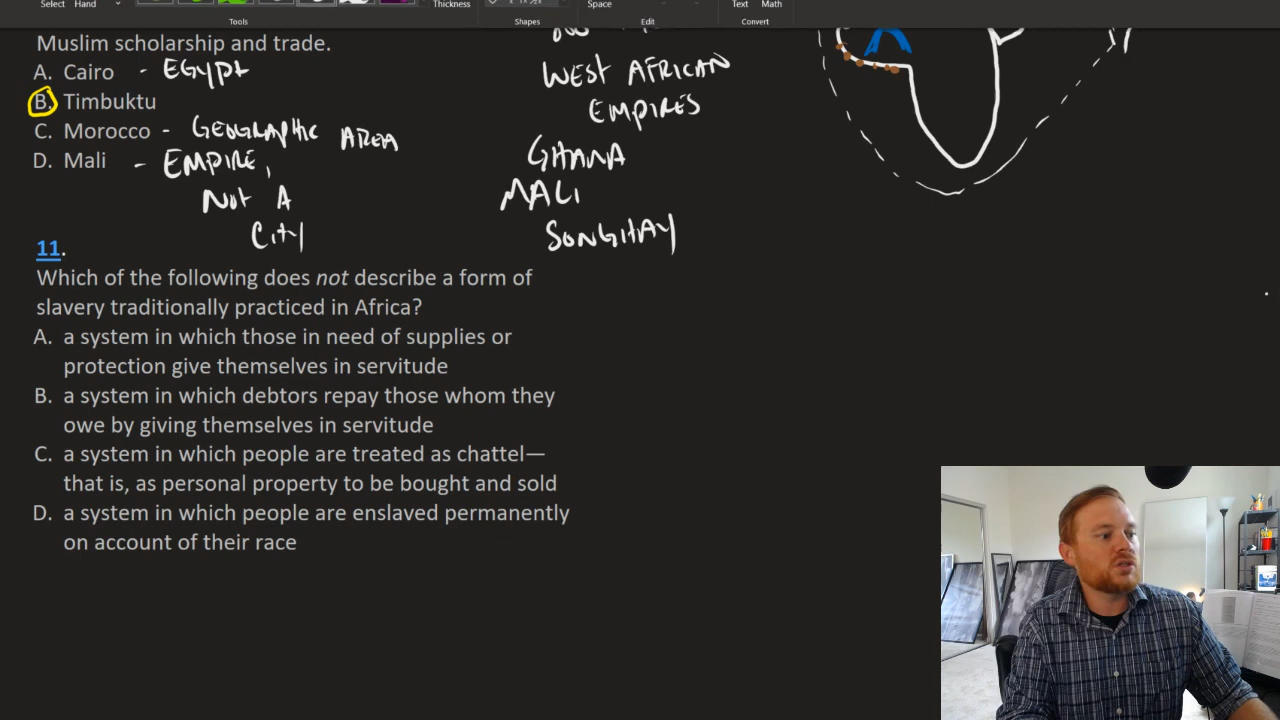 Select Hand Thickness Space Text Math
Tools Shapes Edit Convert
Muslim scholarship and trade.
A. Cairo - EGYPT
B. Timbuktu
C. Morocco - GEOGRAPHIC AREA
D. Mali - EMPIRE,
NOT A
CITY
WEST AFRICAN
EMPIRES
GHANA
MALI
SONGHAY
11.
Which of the following does not describe a form of
slavery traditionally practiced in Africa?
A. a system in which those in need of supplies or
protection give themselves in servitude
B. a system in which debtors repay those whom they
owe by giving themselves in servitude
C. a system in which people are treated as chattel—
that is, as personal property to be bought and sold
D. a system in which people are enslaved permanently
on account of their race